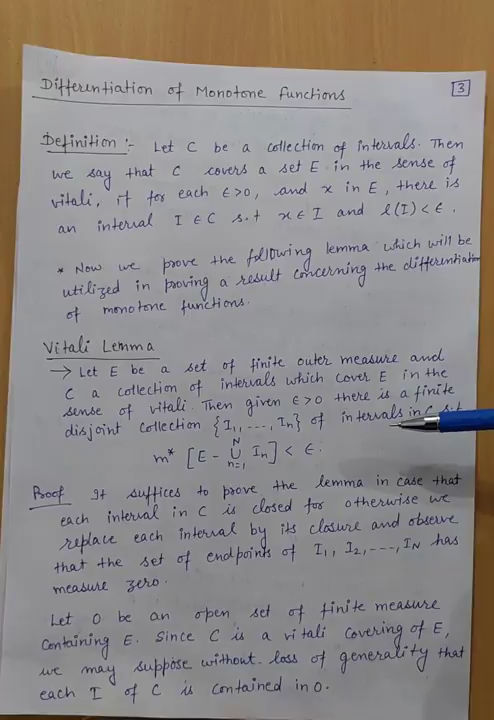 Differentiation of Monotone Functions
3
Definition :- Let C be a collection of intervals. Then
we say that C covers a set E in the sense of
vitali, if for each ϵ>0, and x in E, there is
an interval I ∈ C s.t x ∈ I and l(I) < ϵ.
* Now we prove the following lemma which will be
utilized in proving a result concerning the differentiation
of monotone functions.
Vitali Lemma
→ Let E be a set of finite outer measure and
C a collection of intervals which cover E in the
sense of vitali. Then given ϵ>0 there is a finite
disjoint collection {I1, ---, In} of intervals in C s.t
m* [E - ∪ᴺₙ₌₁ In] < ϵ.
Proof It suffices to prove the lemma in case that
each interval in C is closed for otherwise we
replace each interval by its closure and observe
that the set of endpoints of I1, I2, ---, IN has
measure zero.
Let O be an open set of finite measure
containing E. Since C is a vitali covering of E,
we may suppose without loss of generality that
each I of C is contained in O.